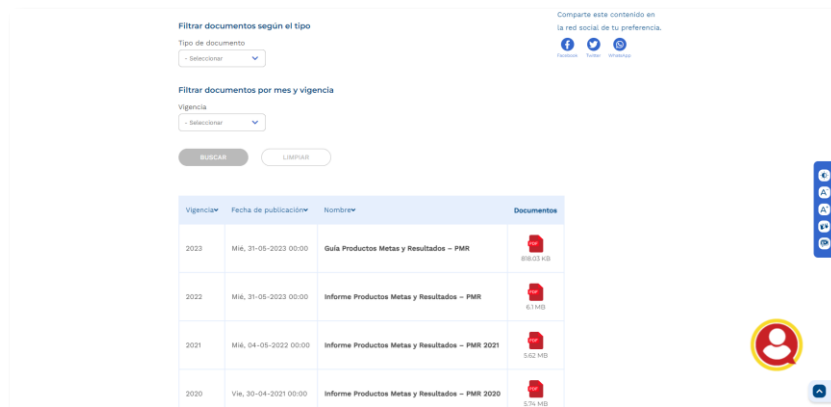 Comparte este contenido en
la red social de tu preferencia.
Facebook Twitter WhatsApp
Filtrar documentos según el tipo
Tipo de documento
- Seleccionar
Filtrar documentos por mes y vigencia
Vigencia
- Seleccionar
BUSCAR LIMPIAR
Vigencia Fecha de publicación Nombre Documentos
2023 Mié, 31-05-2023 00:00 Guía Productos Metas y Resultados – PMR PDF
818.03 KB
2022 Mié, 31-05-2023 00:00 Informe Productos Metas y Resultados – PMR PDF
6.1 MB
2021 Mié, 04-05-2022 00:00 Informe Productos Metas y Resultados – PMR 2021 PDF
5.62 MB
2020 Vie, 30-04-2021 00:00 Informe Productos Metas y Resultados – PMR 2020 PDF
5.74 MB
A-
A+